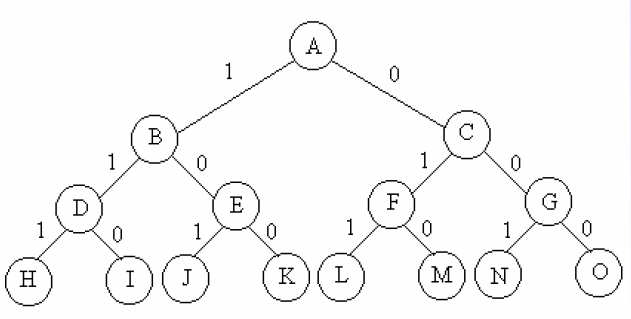 A
1 0
B C
1 0 1 0
D E F G
1 0 1 0 1 0 1 0
H I J K L M N O